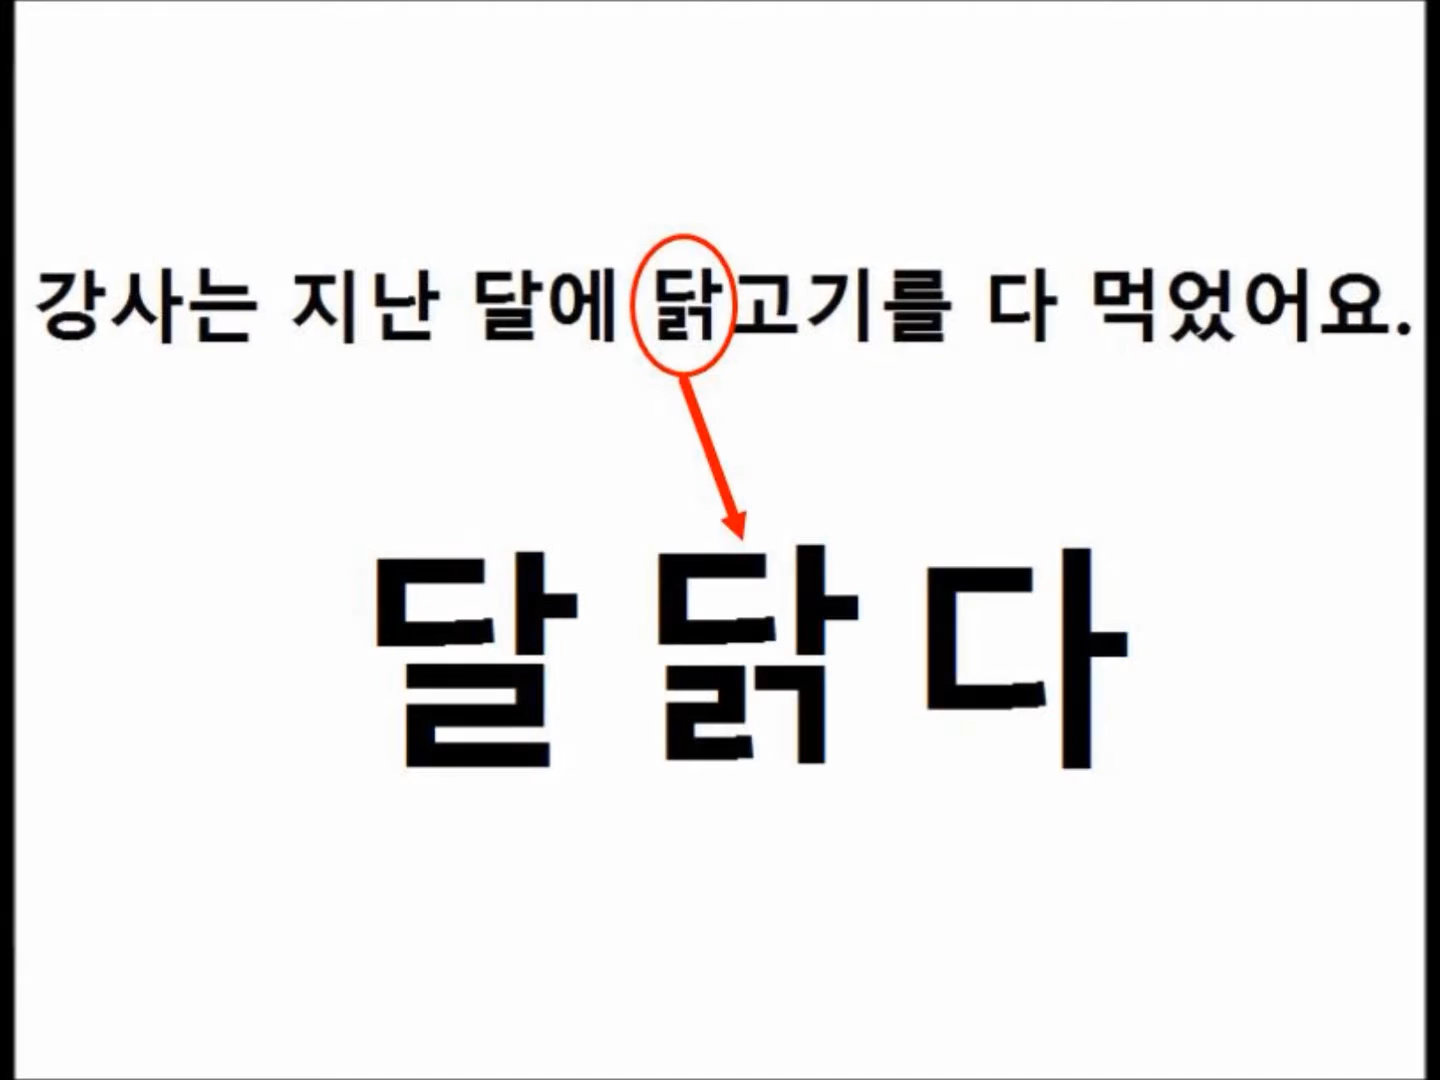 강사는 지난 달에 닭고기를 다 먹었어요.
달 닭 다